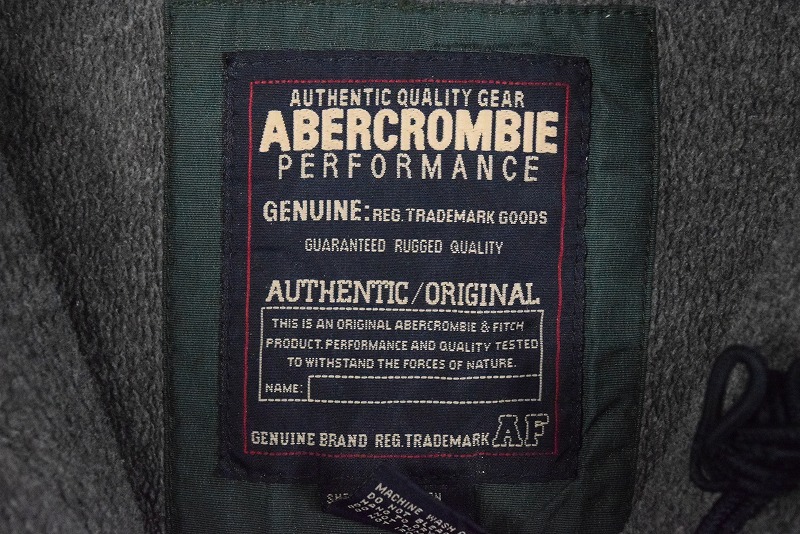 AUTHENTIC QUALITY GEAR
ABERCROMBIE
PERFORMANCE
GENUINE: REG. TRADEMARK GOODS
GUARANTEED RUGGED QUALITY
AUTHENTIC/ORIGINAL
THIS IS AN ORIGINAL ABERCROMBIE & FITCH
PRODUCT. PERFORMANCE AND QUALITY TESTED
TO WITHSTAND THE FORCES OF NATURE.
NAME:
GENUINE BRAND REG. TRADEMARK AF
MACHINE WASH
DO NOT